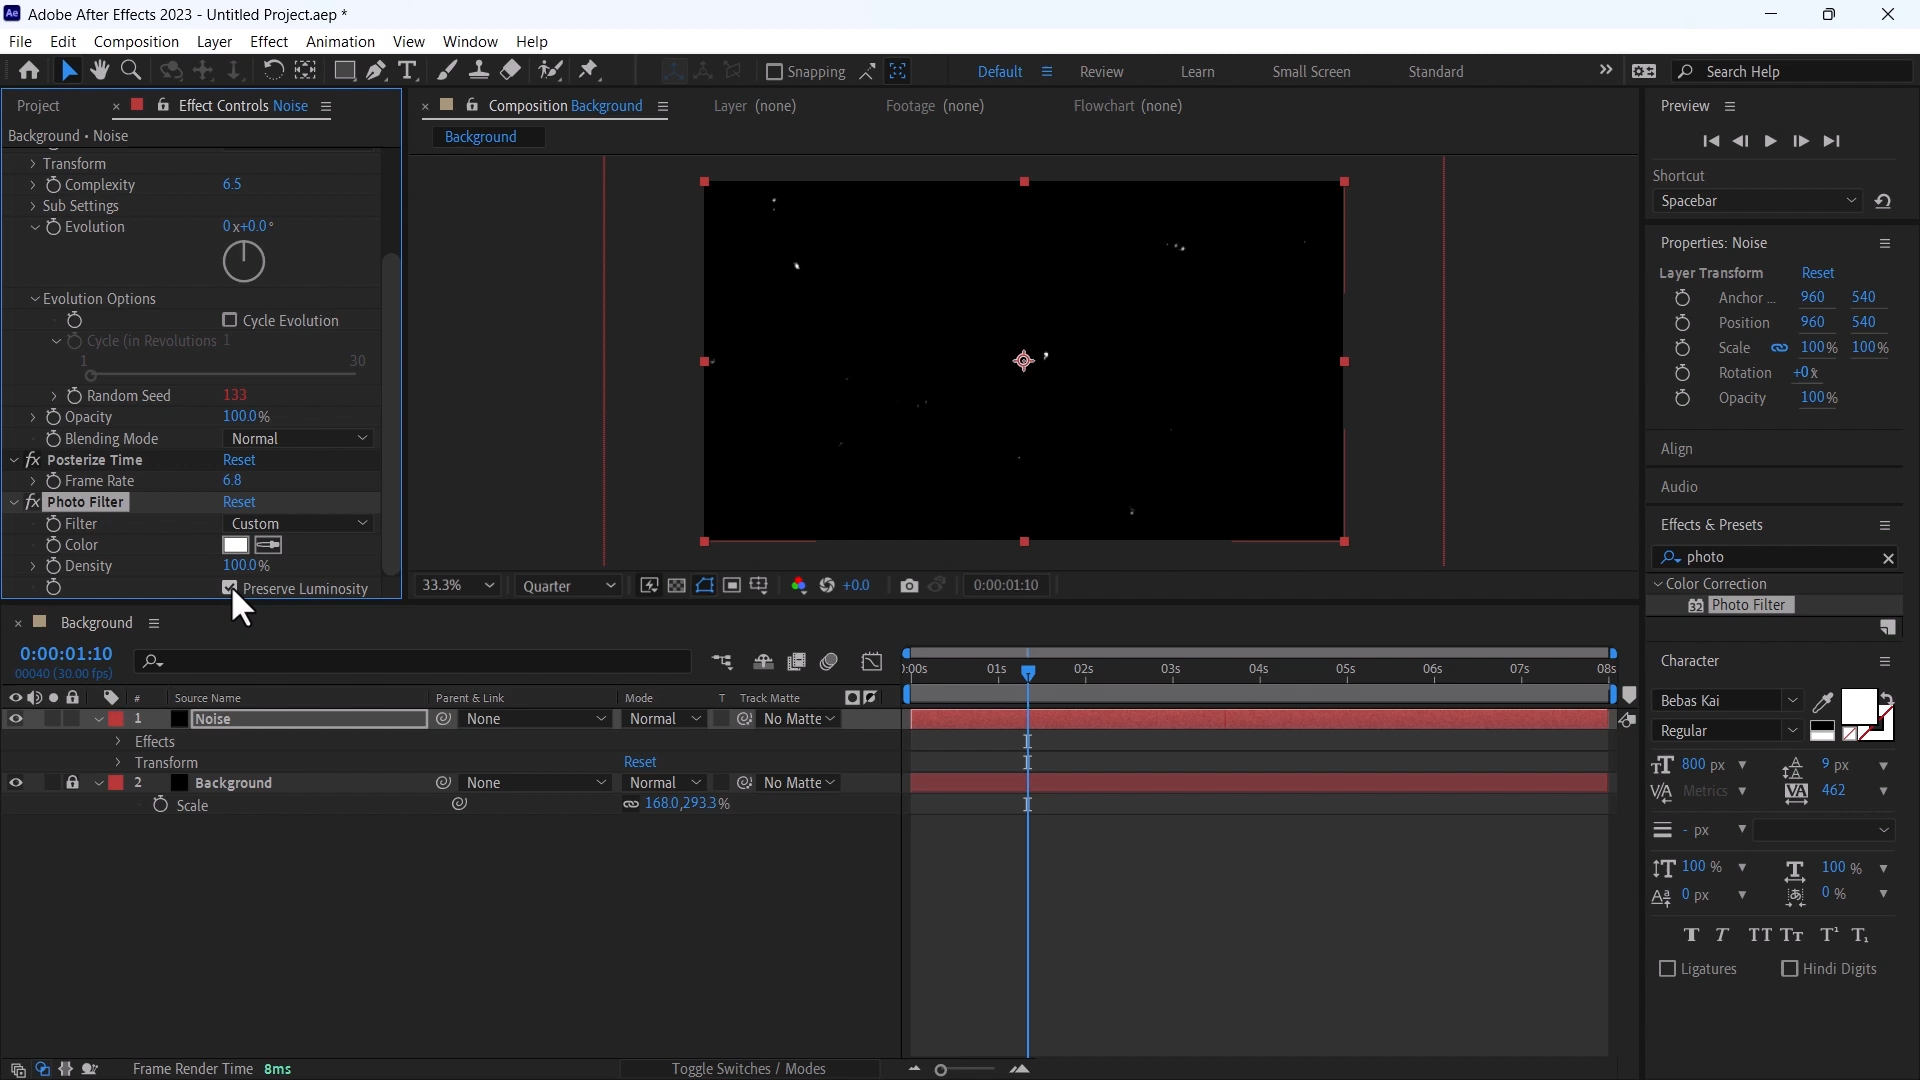 Ae Adobe After Effects 2023 - Untitled Project.aep *
File Edit Composition Layer Effect Animation View Window Help
Snapping Default Review Learn Small Screen Standard Search Help
Project Effect Controls Noise
Background • Noise
Transform
Complexity 6.5
Sub Settings
Evolution 0x+0.0°
Evolution Options
Cycle Evolution
Cycle (in Revolutions 1
1 30
Random Seed 133
Opacity 100.0%
Blending Mode Normal
fx Posterize Time Reset
Frame Rate 6.8
fx Photo Filter Reset
Filter Custom
Color
Density 100.0%
Preserve Luminosity
Composition Background Layer (none) Footage (none) Flowchart (none)
Background
33.3% Quarter +0.0 0:00:01:10
Preview
Shortcut
Spacebar
Properties: Noise
Layer Transform Reset
Anchor ... 960 540
Position 960 540
Scale 100% 100%
Rotation +0x
Opacity 100%
Align
Audio
Effects & Presets
photo
Color Correction
32 Photo Filter
Character
Bebas Kai
Regular
800 px 9 px
Metrics 462
- px
100 % 100 %
0 px 0 %
T T TT Tt T¹ T₁
Ligatures Hindi Digits
Background
0:00:01:10
00040 (30.00 fps)
):00s 01s 02s 03s 04s 05s 06s 07s 08s
# Source Name Parent & Link Mode T Track Matte
1 Noise None Normal No Matte
Effects
Transform Reset
2 Background None Normal No Matte
Scale 168.0,293.3%
Frame Render Time 8ms Toggle Switches / Modes